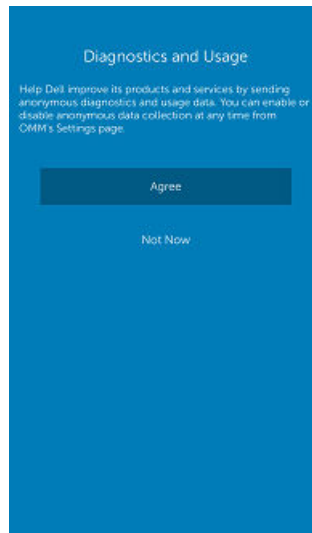 Diagnostics and Usage
Help Dell improve its products and services by sending
anonymous diagnostics and usage data. You can enable or
disable anonymous data collection at any time from
OMM's Settings page.
Agree
Not Now